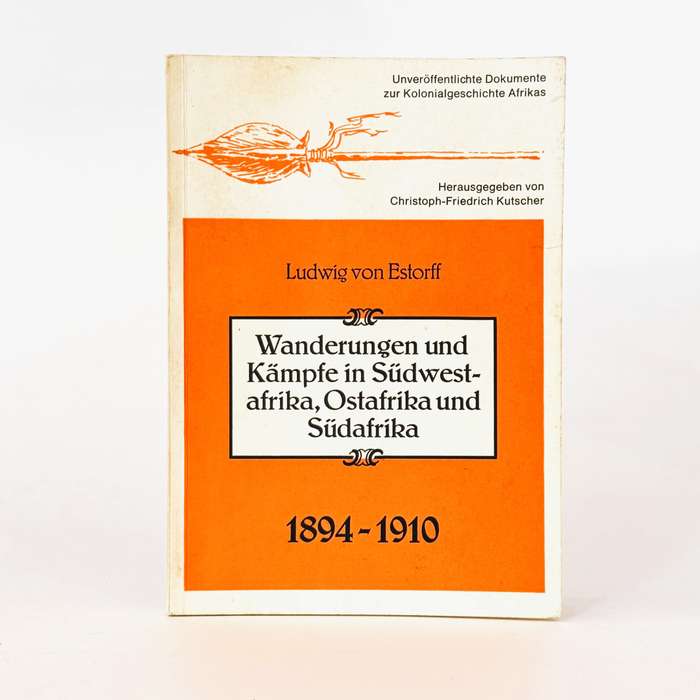 Unveröffentlichte Dokumente
zur Kolonialgeschichte Afrikas
Herausgegeben von
Christoph-Friedrich Kutscher
Ludwig von Estorff
Wanderungen und
Kämpfe in Südwest-
afrika, Ostafrika und
Südafrika
1894-1910